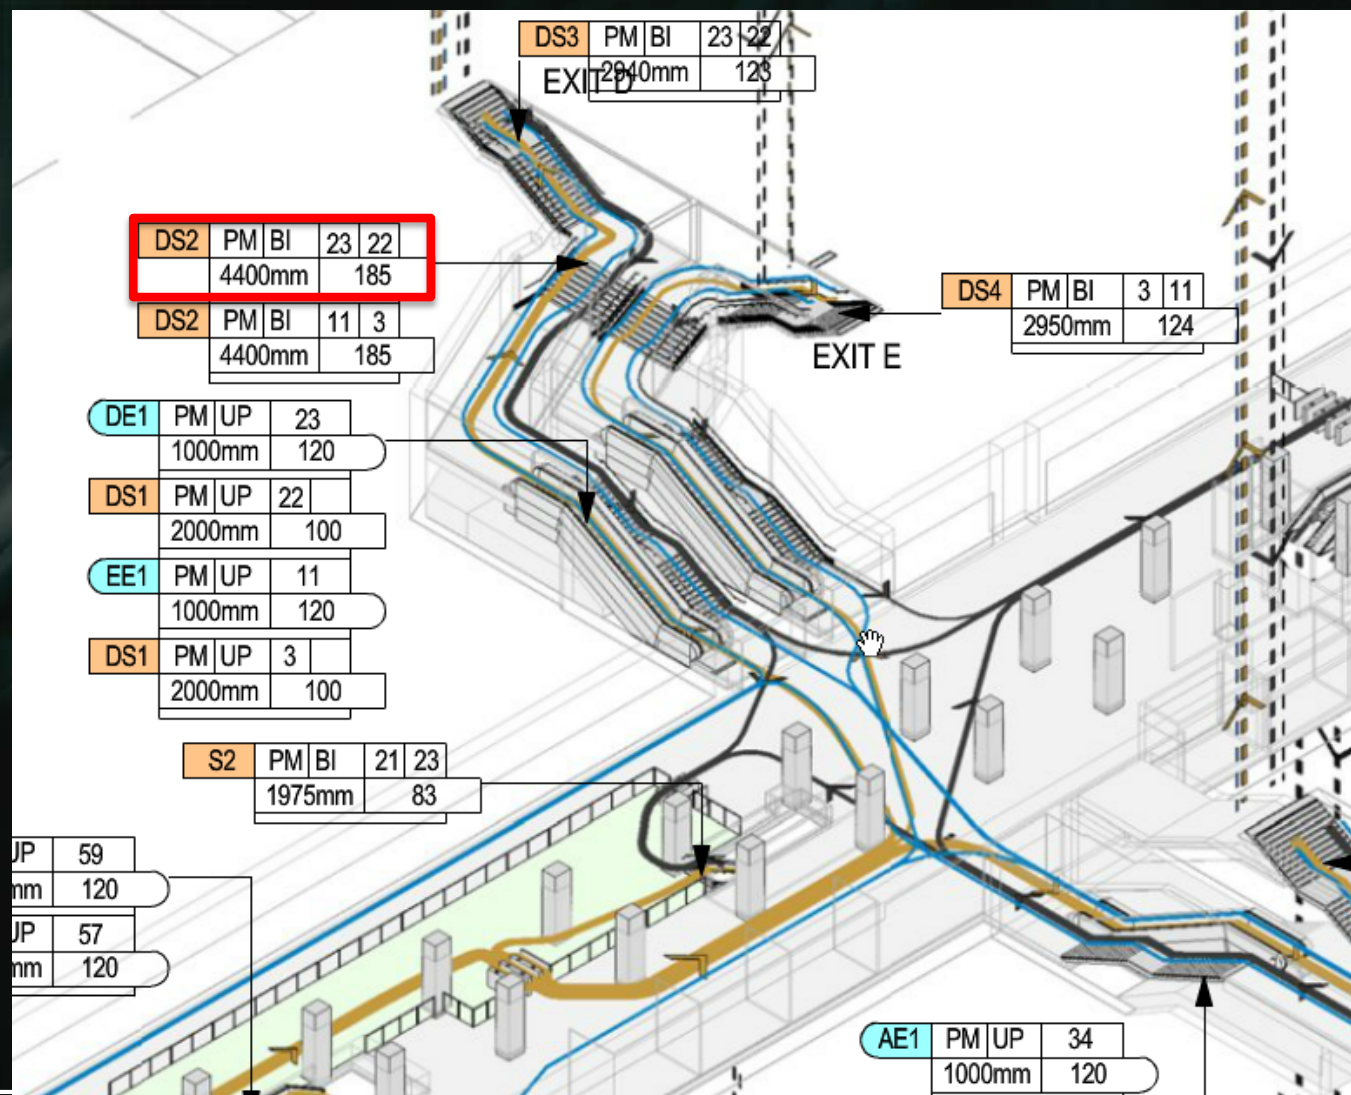 DS3 PM BI 23 22
2940mm 123
EXIT D
DS2 PM BI 23 22
4400mm 185
DS2 PM BI 11 3
4400mm 185
DS4 PM BI 3 11
2950mm 124
EXIT E
DE1 PM UP 23
1000mm 120
DS1 PM UP 22
2000mm 100
EE1 PM UP 11
1000mm 120
DS1 PM UP 3
2000mm 100
S2 PM BI 21 23
1975mm 83
UP 59
mm 120
UP 57
mm 120
AE1 PM UP 34
1000mm 120